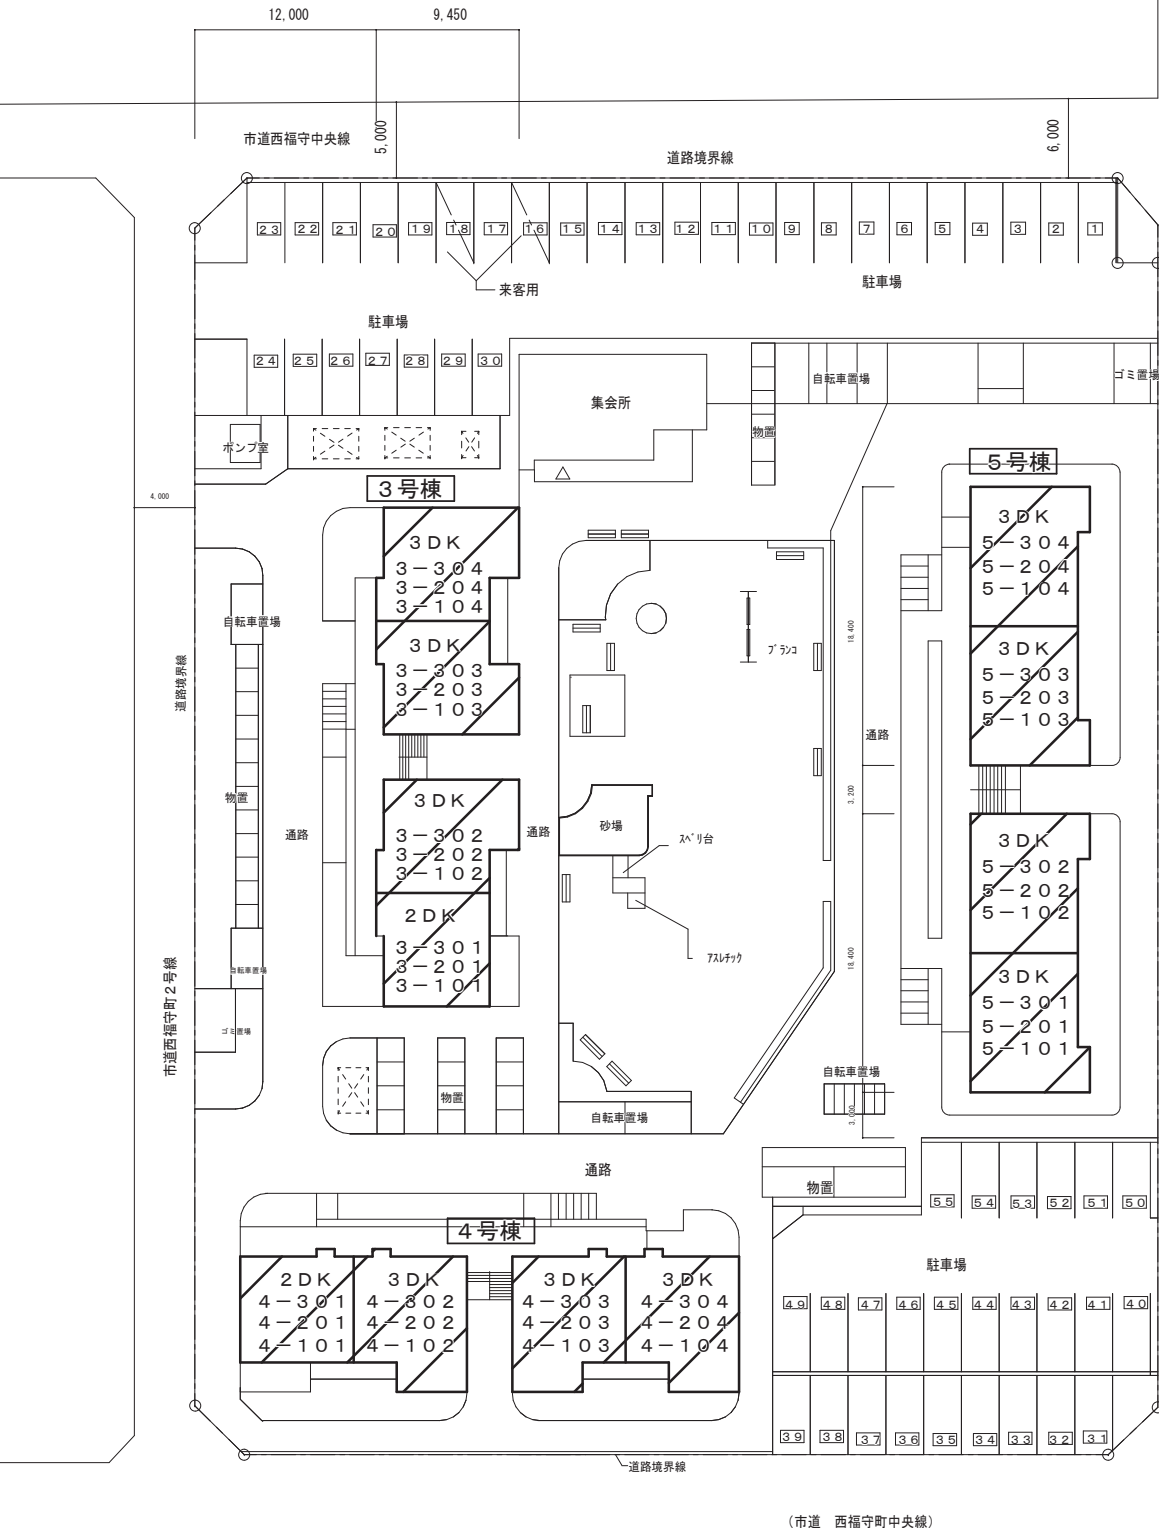 12,000
9,450
市道西福守中央線
5,000
道路境界線
6,000
23
22
21
20
19
18
17
16
15
14
13
12
11
10
9
8
7
6
5
4
3
2
1
来客用
駐車場
駐車場
24
25
26
27
28
29
30
集会所
自転車置場
ゴミ置場
ポンプ室
物置
3号棟
5号棟
4,000
3DK
3-304
3-204
3-104
3DK
3-303
3-203
3-103
3DK
3-302
3-202
3-102
2DK
3-301
3-201
3-101
3DK
5-304
5-204
5-104
3DK
5-303
5-203
5-103
3DK
5-302
5-202
5-102
3DK
5-301
5-201
5-101
自転車置場
道路境界線
物置
通路
自転車置場
ゴミ置場
市道西福守町2号線
ブランコ
18,400
通路
3,200
18,400
通路
砂場
スベリ台
アスレチック
自転車置場
3,000
物置
自転車置場
通路
物置
55
54
53
52
51
50
4号棟
2DK
4-301
4-201
4-101
3DK
4-302
4-202
4-102
3DK
4-303
4-203
4-103
3DK
4-304
4-204
4-104
駐車場
49
48
47
46
45
44
43
42
41
40
39
38
37
36
35
34
33
32
31
道路境界線
(市道 西福守町中央線)